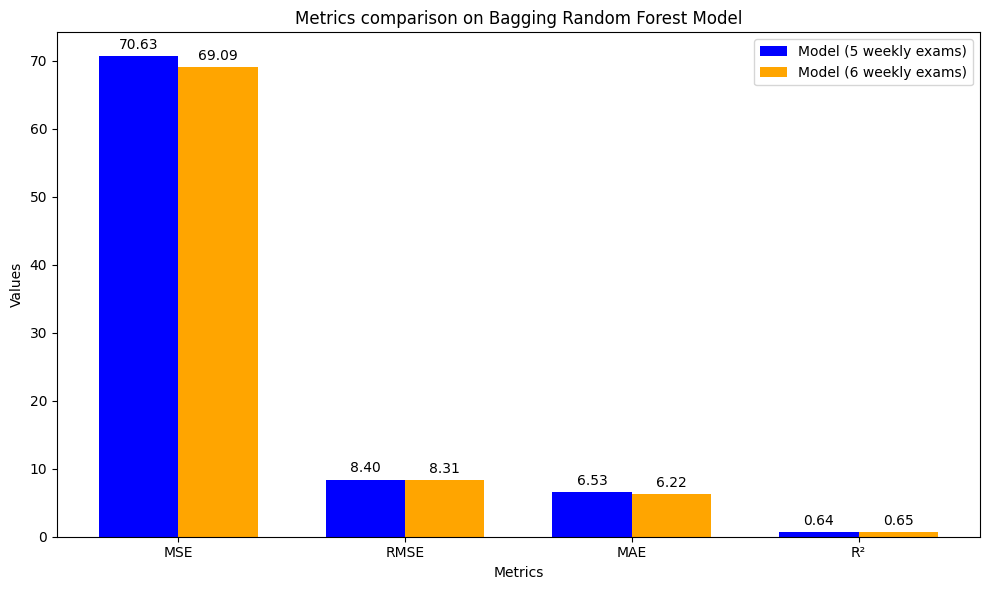 Metrics comparison on Bagging Random Forest Model
Model (5 weekly exams)
Model (6 weekly exams)
Values
70
60
50
40
30
20
10
0
70.63
69.09
8.40
8.31
6.53
6.22
0.64
0.65
MSE
RMSE
MAE
R²
Metrics